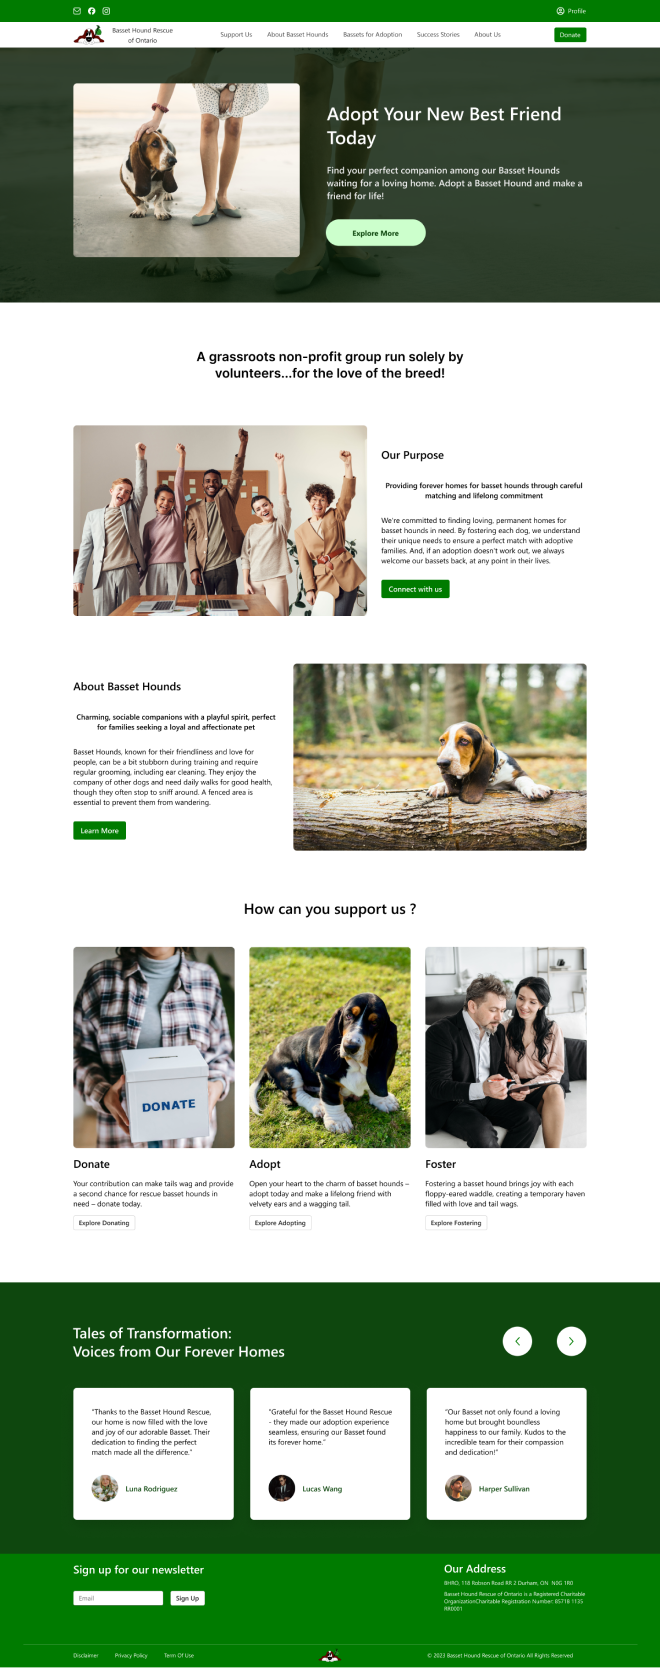 Profile
Basset Hound Rescue
of Ontario
Support Us
About Basset Hounds
Bassets for Adoption
Success Stories
About Us
Donate
Adopt Your New Best Friend
Today
Find your perfect companion among our Basset Hounds
waiting for a loving home. Adopt a Basset Hound and make a
friend for life!
Explore More
A grassroots non-profit group run solely by
volunteers...for the love of the breed!
Our Purpose
Providing forever homes for basset hounds through careful
matching and lifelong commitment
We're committed to finding loving, permanent homes for
basset hounds in need. By fostering each dog, we understand
their unique needs to ensure a perfect match with adoptive
families. And, if an adoption doesn't work out, we always
welcome our bassets back, at any point in their lives.
Connect with us
About Basset Hounds
Charming, sociable companions with a playful spirit, perfect
for families seeking a loyal and affectionate pet
Basset Hounds, known for their friendliness and love for
people, can be a bit stubborn during training and require
regular grooming, including ear cleaning. They enjoy the
company of other dogs and need daily walks for good health,
though they often stop to sniff around. A fenced area is
essential to prevent them from wandering.
Learn More
How can you support us ?
DONATE
Donate
Your contribution can make tails wag and provide
a second chance for rescue basset hounds in
need – donate today.
Explore Donating
Adopt
Open your heart to the charm of basset hounds –
adopt today and make a lifelong friend with
velvety ears and a wagging tail.
Explore Adopting
Foster
Fostering a basset hound brings joy with each
floppy-eared waddle, creating a temporary haven
filled with love and tail wags.
Explore Fostering
Tales of Transformation:
Voices from Our Forever Homes
"Thanks to the Basset Hound Rescue,
our home is now filled with the love
and joy of our adorable Basset. Their
dedication to finding the perfect
match made all the difference."
Luna Rodriguez
"Grateful for the Basset Hound Rescue
- they made our adoption experience
seamless, ensuring our Basset found
its forever home."
Lucas Wang
"Our Basset not only found a loving
home but brought boundless
happiness to our family. Kudos to the
incredible team for their compassion
and dedication!"
Harper Sullivan
Sign up for our newsletter
Email
Sign Up
Our Address
BHRO, 118 Robson Road RR 2 Durham, ON N0G 1R0
Basset Hound Rescue of Ontario is a Registered Charitable
OrganizationCharitable Registration Number: 85718 1135
RR0001
Disclaimer
Privacy Policy
Term Of Use
© 2023 Basset Hound Rescue of Ontario All Rights Reserved